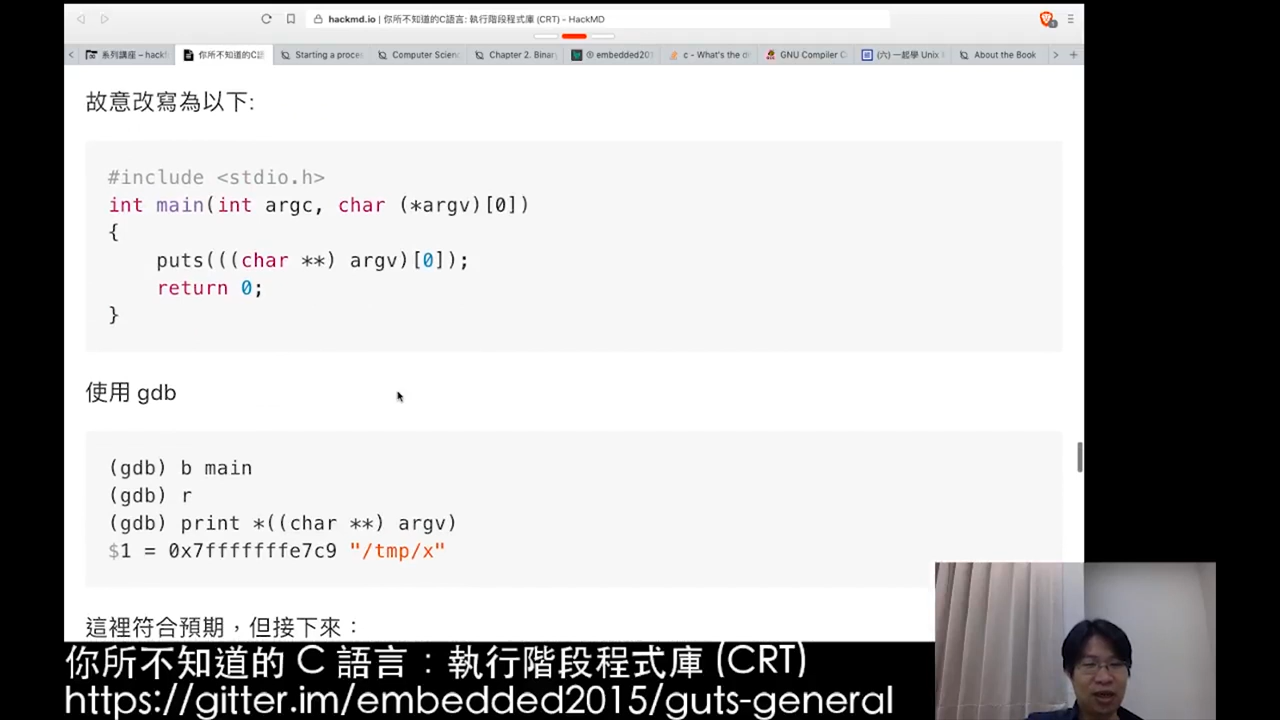 hackmd.io | 你所不知道的C語言: 執行階段程式庫 (CRT) - HackMD
系列講座 – hackf
你所不知道的C語
Starting a proce
Computer Scienc
Chapter 2. Binary
embedded201
c - What's the di
GNU Compiler C
(六) 一起學 Unix
About the Book
故意改寫為以下:
#include <stdio.h>
int main(int argc, char (*argv)[0])
{
puts(((char **) argv)[0]);
return 0;
}
使用 gdb
(gdb) b main
(gdb) r
(gdb) print *((char **) argv)
$1 = 0x7fffffffe7c9 "/tmp/x"
這裡符合預期，但接下來：
你所不知道的 C 語言：執行階段程式庫 (CRT)
https://gitter.im/embedded2015/guts-general